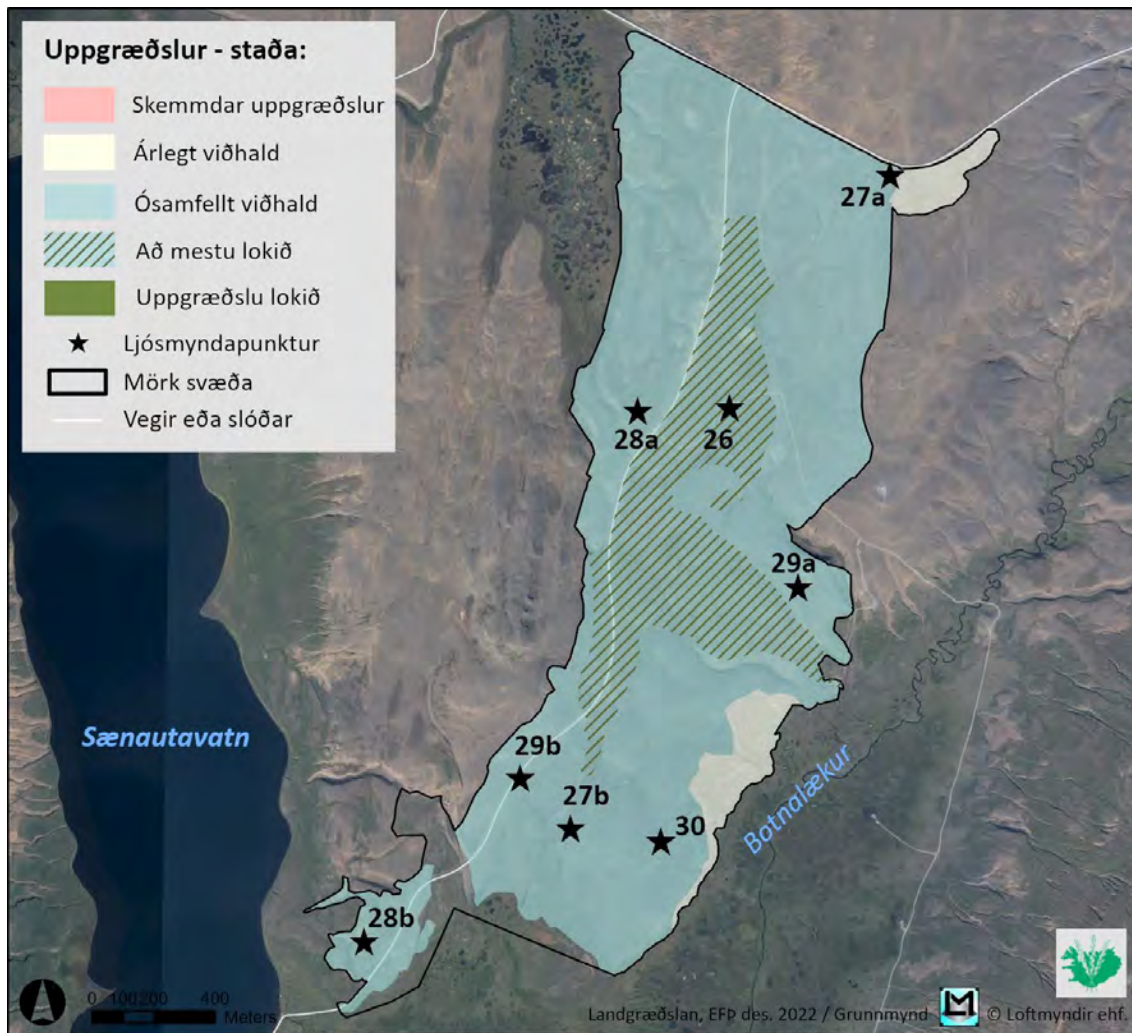 Uppgræðslur - staða:
Skemmdar uppgræðslur
Árlegt viðhald
Ósamfellt viðhald
Að mestu lokið
Uppgræðslu lokið
Ljósmyndapunktur
Mörk svæða
Vegir eða slóðar
27a
28a
26
29a
Sænautavatn
29b
27b
30
Botnalækur
28b
0 100200 400
Meters
Landgræðslan, EFÞ des. 2022 / Grunnmynd LM © Loftmyndir ehf.